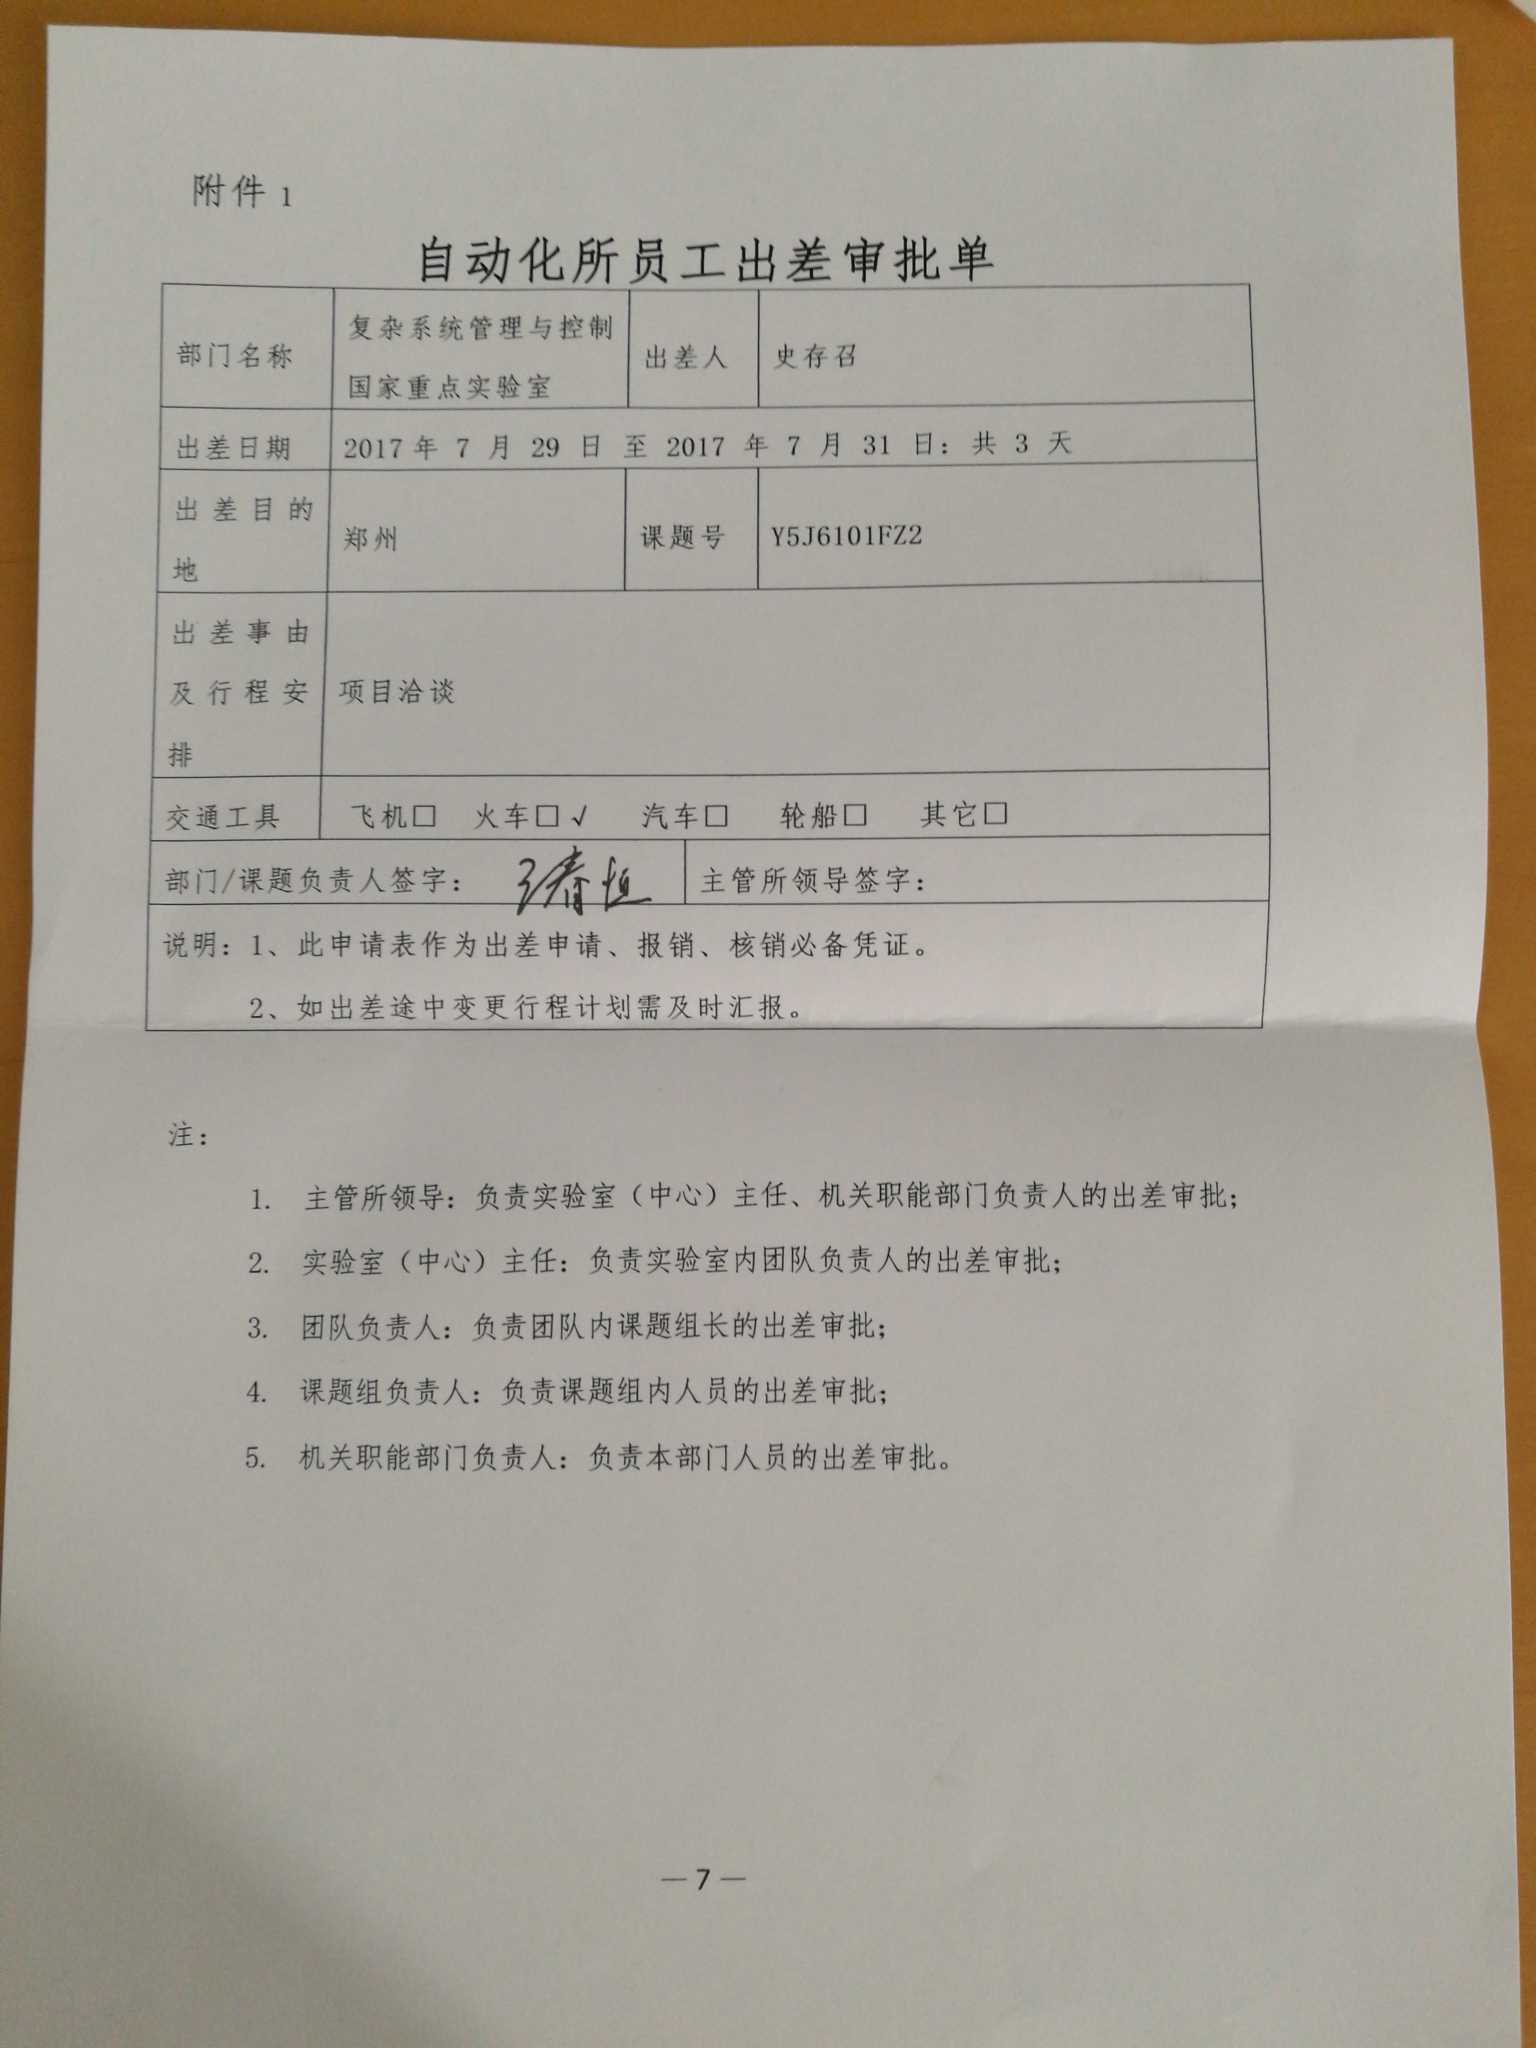 附件 1
自动化所员工出差审批单
部门名称 复杂系统管理与控制国家重点实验室 出差人 史存召
出差日期 2017 年 7 月 29 日 至 2017 年 7 月 31 日：共 3 天
出差目的地 郑州 课题号 Y5J6101FZ2
出差事由及行程安排 项目洽谈
交通工具 飞机□ 火车□√ 汽车□ 轮船□ 其它□
部门/课题负责人签字： 春恒 主管所领导签字：
说明：1、此申请表作为出差申请、报销、核销必备凭证。
2、如出差途中变更行程计划需及时汇报。
注：
1. 主管所领导：负责实验室（中心）主任、机关职能部门负责人的出差审批；
2. 实验室（中心）主任：负责实验室内团队负责人的出差审批；
3. 团队负责人：负责团队内课题组长的出差审批；
4. 课题组负责人：负责课题组内人员的出差审批；
5. 机关职能部门负责人：负责本部门人员的出差审批。
—7—